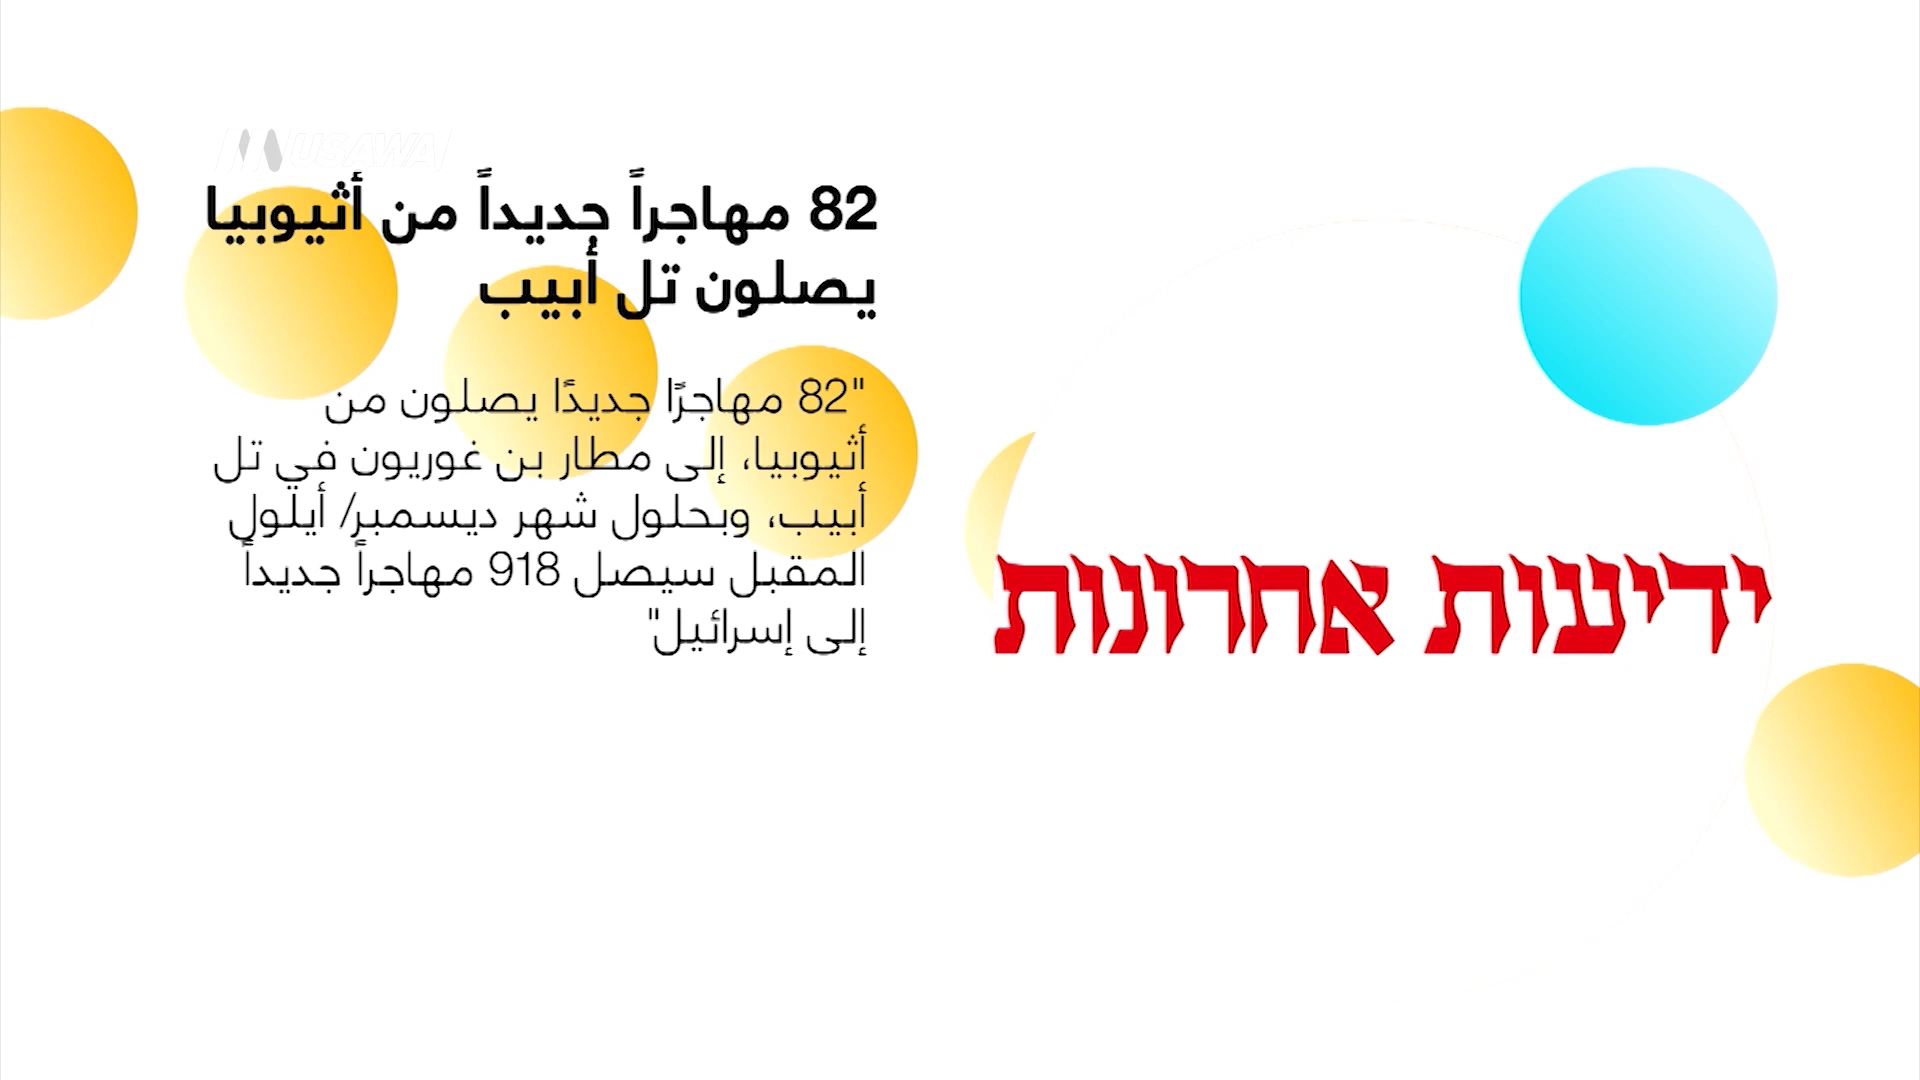 MUSAWA
82 مهاجراً جديداً من أثيوبيا
يصلون تل أبيب
"82 مهاجرًا جديدًا يصلون من
أثيوبيا، إلى مطار بن غوريون في تل
أبيب، وبحلول شهر ديسمبر/ أيلول
المقبل سيصل 918 مهاجراً جديداً
إلى إسرائيل"
ידיעות אחרונות